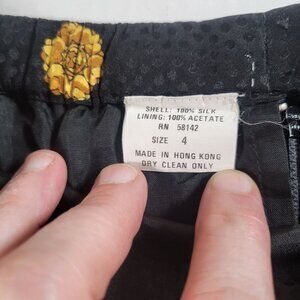 SHELL: 100% SILK
LINING: 100% ACETATE
RN 58142
SIZE 4
MADE IN HONG KONG
DRY CLEAN ONLY